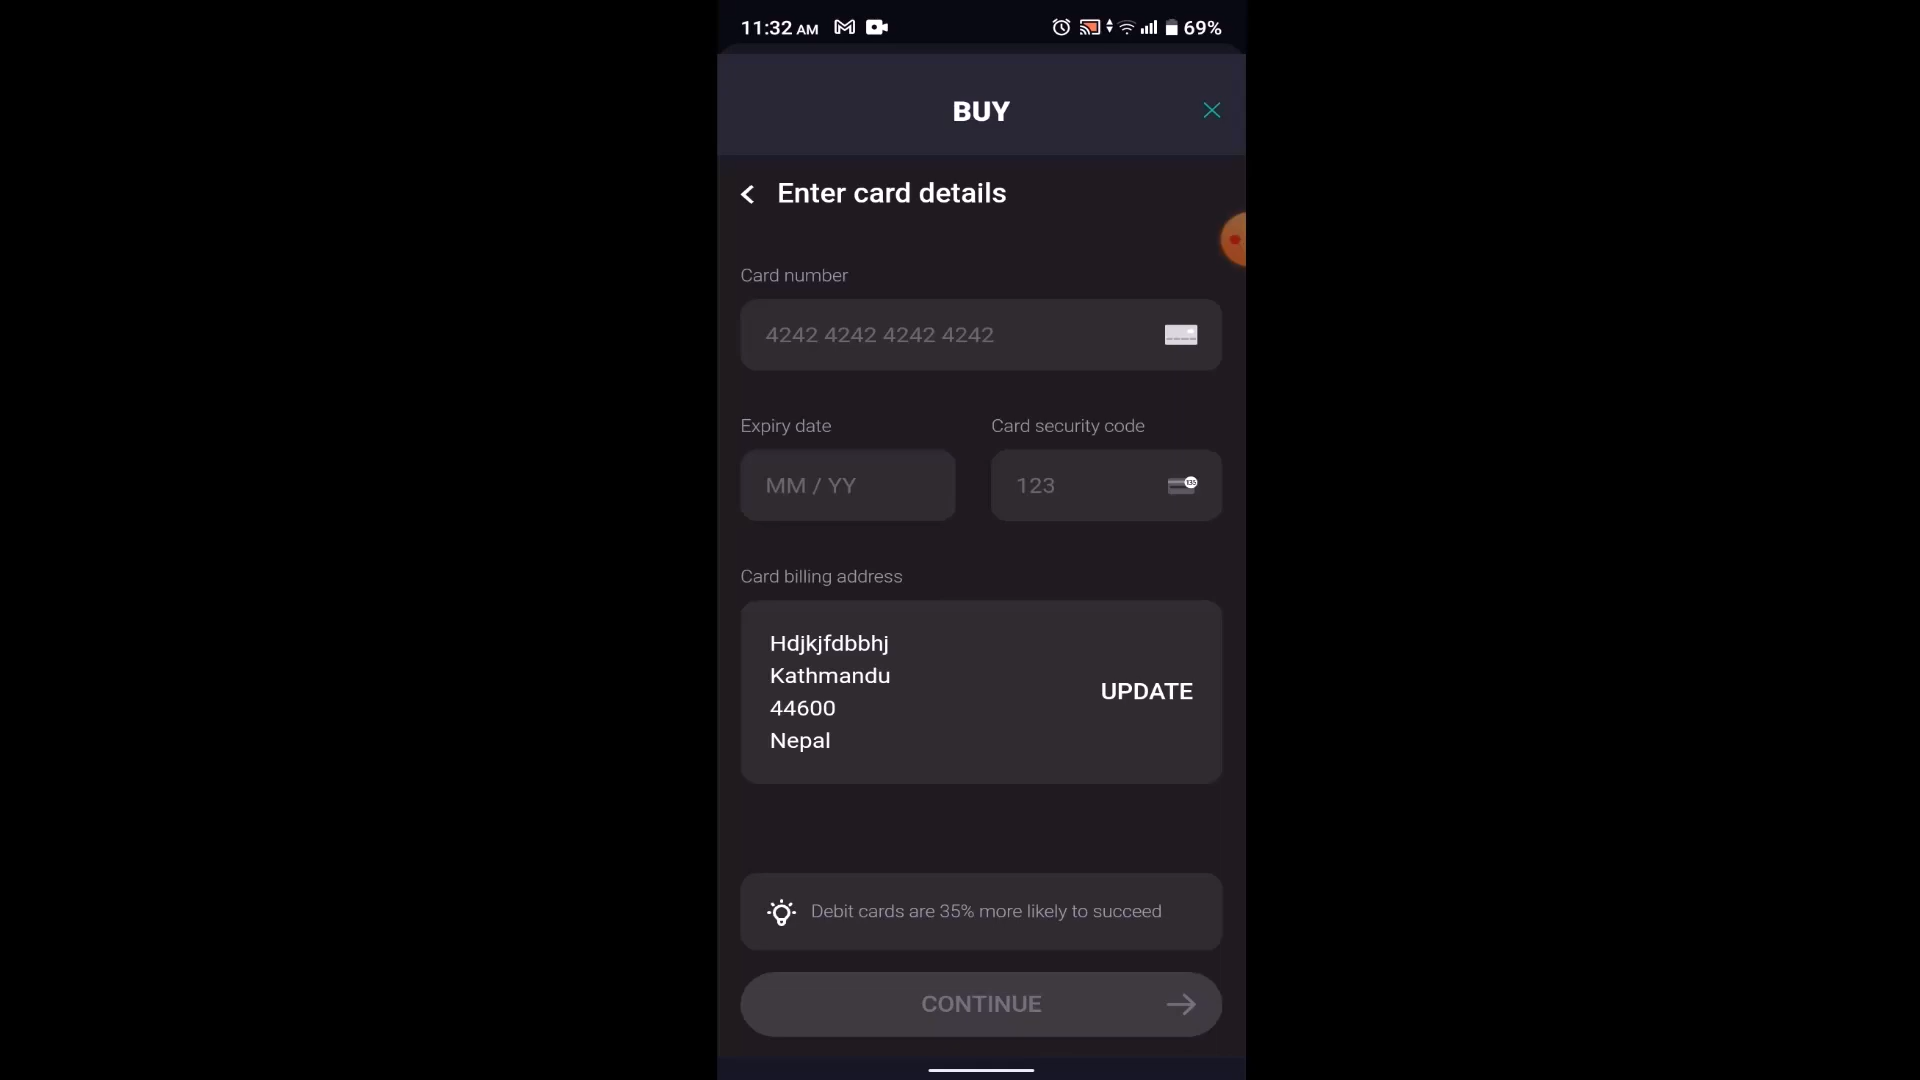 11:32 AM 69%
BUY
Enter card details
Card number
4242 4242 4242 4242
Expiry date Card security code
MM / YY 123
Card billing address
Hdjkjfdbbhj
Kathmandu
44600
Nepal
UPDATE
Debit cards are 35% more likely to succeed
CONTINUE